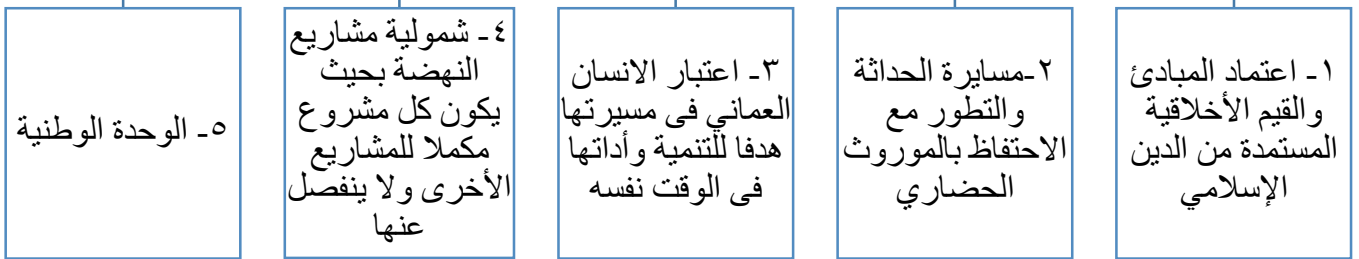 ١- اعتماد المبادئ
والقيم الأخلاقية
المستمدة من الدين
الإسلامي
٢-مسايرة الحداثة
والتطور مع
الاحتفاظ بالموروث
الحضاري
٣- اعتبار الانسان
العماني فى مسيرتها
هدفا للتنمية وأداتها
فى الوقت نفسه
٤- شمولية مشاريع
النهضة بحيث
يكون كل مشروع
مكملا للمشاريع
الأخرى ولا ينفصل
عنها
٥- الوحدة الوطنية